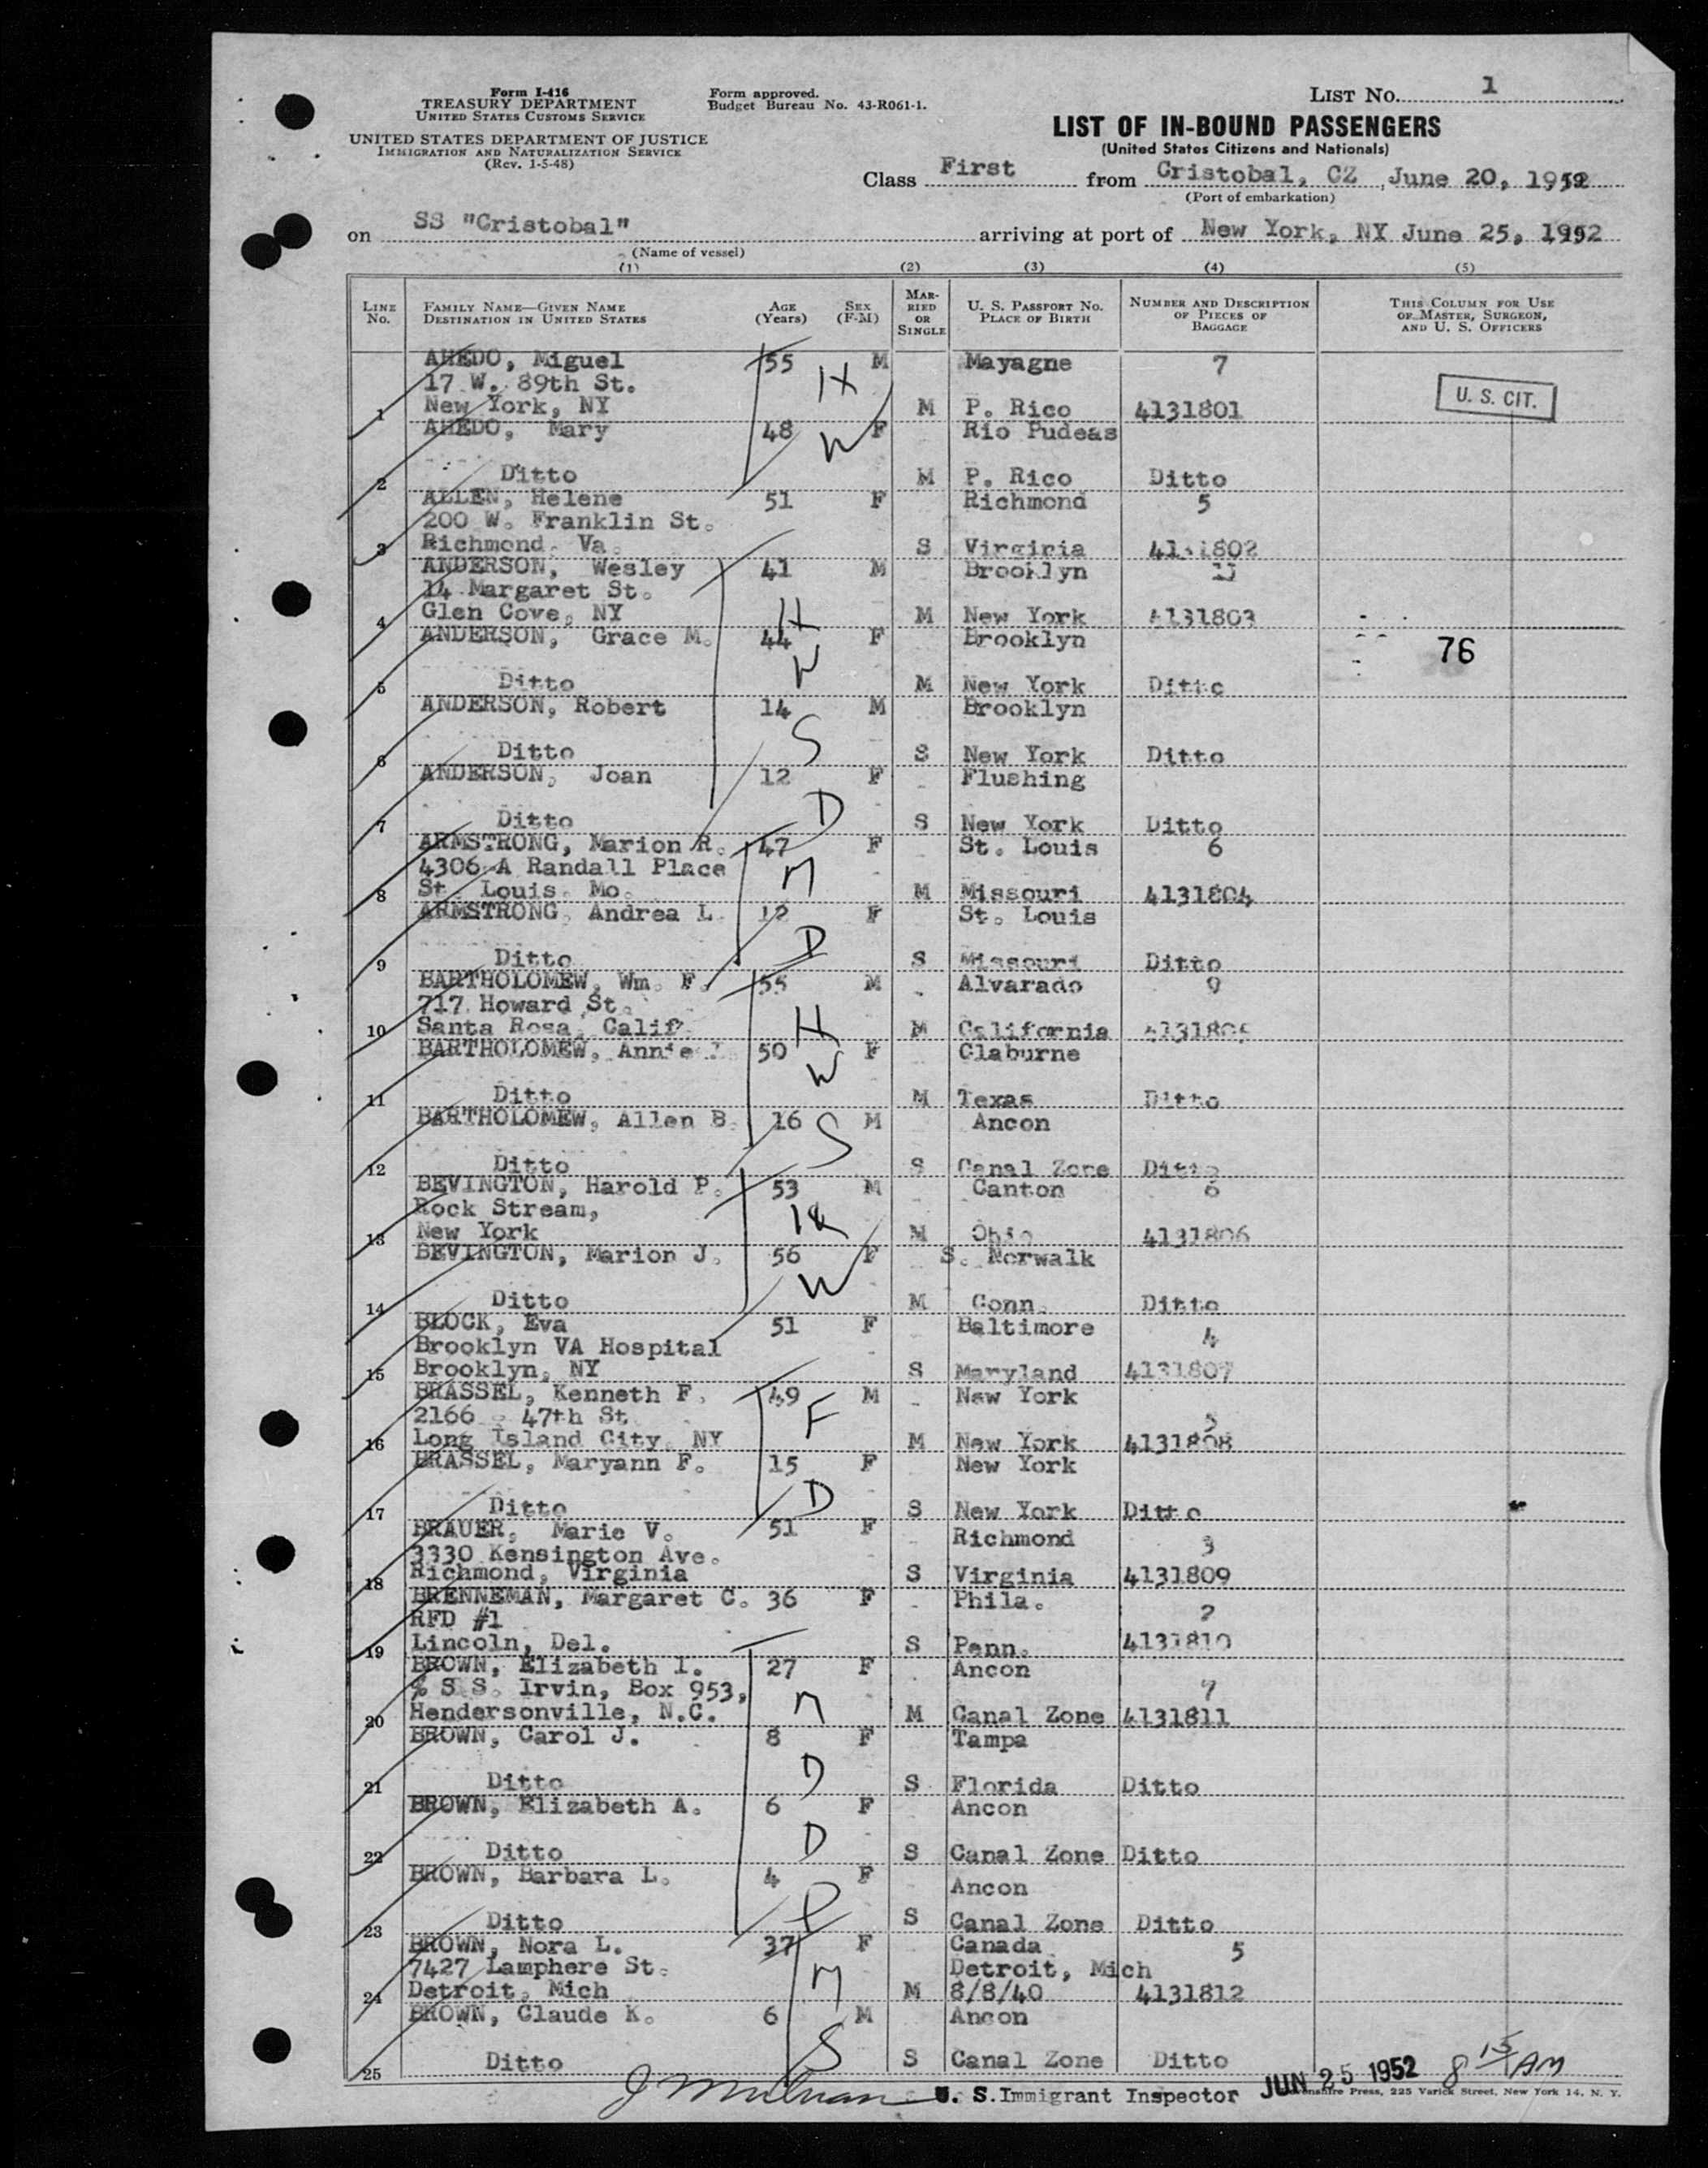 Form I-416
TREASURY DEPARTMENT
UNITED STATES CUSTOMS SERVICE
UNITED STATES DEPARTMENT OF JUSTICE
IMMIGRATION AND NATURALIZATION SERVICE
(Rev. 1-5-48)
Form approved.
Budget Bureau No. 43-R061-1.
LIST NO. 1
LIST OF IN-BOUND PASSENGERS
(United States Citizens and Nationals)
Class First from Cristobal, CZ, June 20, 1952
(Port of embarkation)
on SS "Cristobal" arriving at port of New York, NY June 25, 1952
(Name of vessel)
(1) (2) (3) (4) (5)
LINE No. FAMILY NAME—GIVEN NAME DESTINATION IN UNITED STATES AGE (Years) SEX (F-M) MARRIED OR SINGLE U. S. PASSPORT NO. PLACE OF BIRTH NUMBER AND DESCRIPTION OF PIECES OF BAGGAGE THIS COLUMN FOR USE OF MASTER, SURGEON, AND U. S. OFFICERS
AHEDO, Miguel 55 M Mayagne 7
17 W. 89th St. H
1 New York, NY M P. Rico 4131801 U. S. CIT.
AHEDO, Mary 48 W F Rio Pudeas
2 Ditto M P. Rico Ditto
ALLEN, Helene 51 F Richmond 5
200 W. Franklin St.
3 Richmond, Va. S Virginia 4131802
ANDERSON, Wesley 41 M Brooklyn
14 Margaret St.
4 Glen Cove, NY H M New York 4131803
ANDERSON, Grace M. 44 F Brooklyn 76
5 Ditto W M New York Ditto
ANDERSON, Robert 14 M Brooklyn
6 Ditto S S New York Ditto
ANDERSON, Joan 12 F Flushing
7 Ditto D S New York Ditto
ARMSTRONG, Marion R. 47 F St. Louis 6
4306 A Randall Place M
8 St. Louis, Mo. M Missouri 4131804
ARMSTRONG, Andrea L. 12 F St. Louis
9 Ditto D S Missouri Ditto
BARTHOLOMEW, Wm. F. 55 M Alvarado 9
717 Howard St.
10 Santa Rosa, Calif. H M California 4131805
BARTHOLOMEW, Annie 50 F Claburne
11 Ditto W M Texas Ditto
BARTHOLOMEW, Allen B. 16 M Ancon
12 Ditto S S Canal Zone Ditto
BEVINGTON, Harold P. 53 M Canton 6
Rock Stream,
13 New York H M Ohio 4131806
BEVINGTON, Marion J. 56 F S. Norwalk
14 Ditto W M Conn. Ditto
BLOCK, Eva 51 F Baltimore 4
Brooklyn VA Hospital
15 Brooklyn, NY S Maryland 4131807
BRASSEL, Kenneth F. 49 M New York
2166 - 47th St F 5
16 Long Island City, NY M New York 4131808
BRASSEL, Maryann F. 15 F New York
17 Ditto D S New York Ditto
BRAUER, Marie V. 51 F Richmond 3
3330 Kensington Ave.
18 Richmond, Virginia S Virginia 4131809
BRENNEMAN, Margaret C. 36 F Phila. 2
RFD #1
19 Lincoln, Del. S Penn. 4131810
BROWN, Elizabeth I. 27 F Ancon
% S.S. Irvin, Box 953,
20 Hendersonville, N.C. M M Canal Zone 4131811
BROWN, Carol J. 8 F Tampa
21 Ditto D S Florida Ditto
BROWN, Elizabeth A. 6 F Ancon
22 Ditto D S Canal Zone Ditto
BROWN, Barbara L. 4 F Ancon
23 Ditto D S Canal Zone Ditto
BROWN, Nora L. 37 F Canada 5
7427 Lamphere St. Detroit, Mich
24 Detroit, Mich M M 8/8/40 4131812
BROWN, Claude K. 6 M Ancon
25 Ditto S S Canal Zone Ditto
U. S. Immigrant Inspector JUN 25 1952 8 15 AM
Press, 225 Varick Street, New York 14, N. Y.